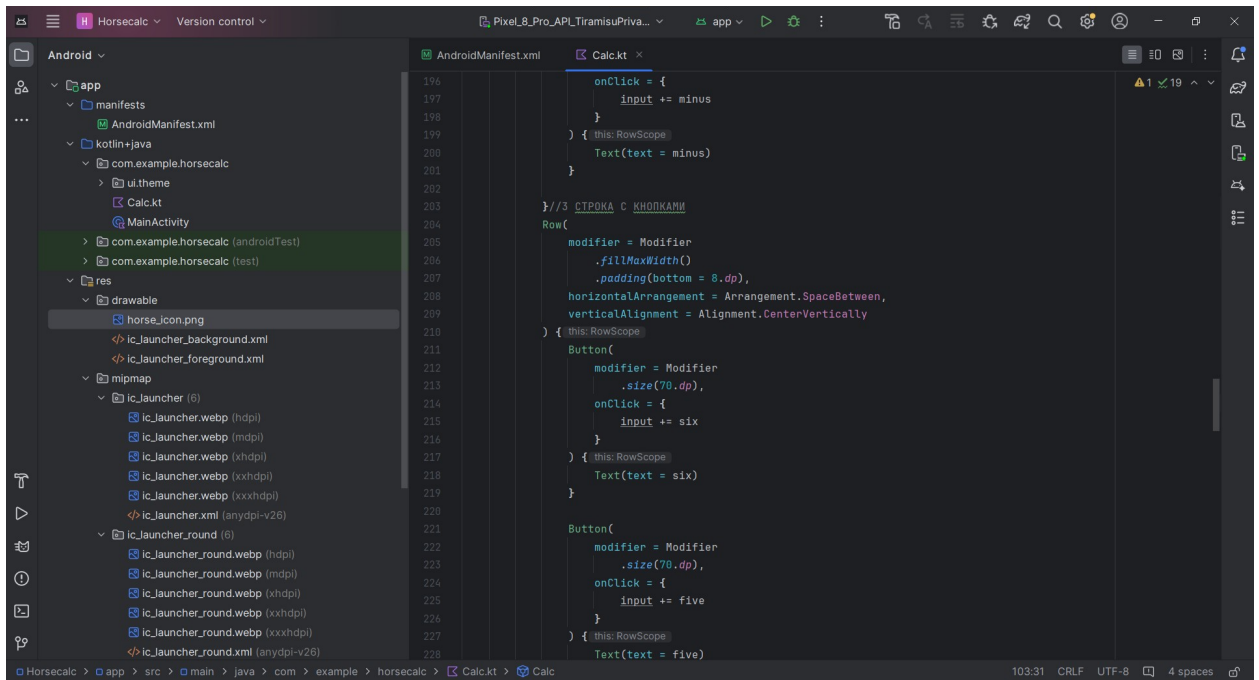 H Horsecalc Version control Pixel_8_Pro_API_TiramisuPriva... app
Android
AndroidManifest.xml Calc.kt
app
manifests
AndroidManifest.xml
kotlin+java
com.example.horsecalc
ui.theme
Calc.kt
MainActivity
com.example.horsecalc (androidTest)
com.example.horsecalc (test)
res
drawable
horse_icon.png
ic_launcher_background.xml
ic_launcher_foreground.xml
mipmap
ic_launcher (6)
ic_launcher.webp (hdpi)
ic_launcher.webp (mdpi)
ic_launcher.webp (xhdpi)
ic_launcher.webp (xxhdpi)
ic_launcher.webp (xxxhdpi)
ic_launcher.xml (anydpi-v26)
ic_launcher_round (6)
ic_launcher_round.webp (hdpi)
ic_launcher_round.webp (mdpi)
ic_launcher_round.webp (xhdpi)
ic_launcher_round.webp (xxhdpi)
ic_launcher_round.webp (xxxhdpi)
ic_launcher_round.xml (anydpi-v26)
1 19
196 onClick = {
197 input += minus
198 }
199 ) { this: RowScope
200 Text(text = minus)
201 }
202
203 }//3 СТРОКА С КНОПКАМИ
204 Row(
205 modifier = Modifier
206 .fillMaxWidth()
207 .padding(bottom = 8.dp),
208 horizontalArrangement = Arrangement.SpaceBetween,
209 verticalAlignment = Alignment.CenterVertically
210 ) { this: RowScope
211 Button(
212 modifier = Modifier
213 .size(70.dp),
214 onClick = {
215 input += six
216 }
217 ) { this: RowScope
218 Text(text = six)
219 }
220
221 Button(
222 modifier = Modifier
223 .size(70.dp),
224 onClick = {
225 input += five
226 }
227 ) { this: RowScope
228 Text(text = five)
Horsecalc > app > src > main > java > com > example > horsecalc > Calc.kt > Calc 103:31 CRLF UTF-8 4 spaces